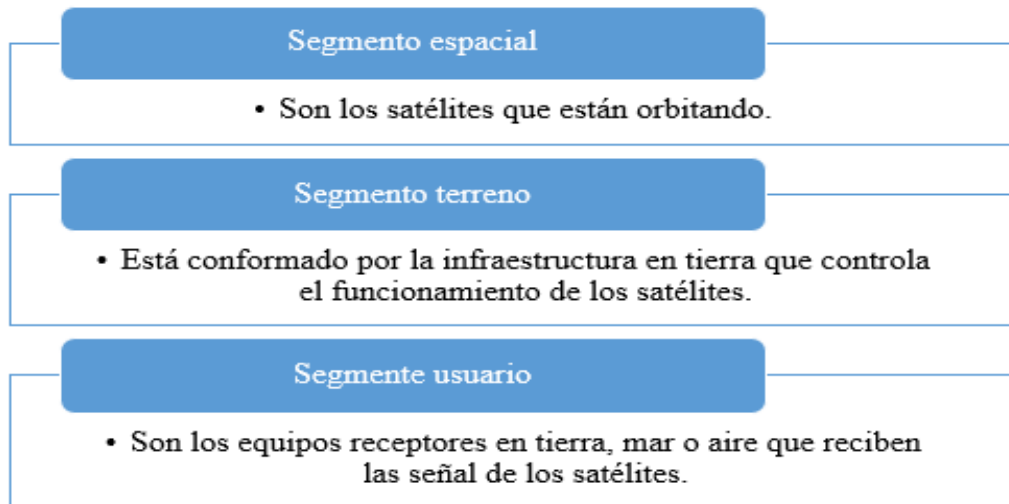 Segmento espacial
• Son los satélites que están orbitando.
Segmento terreno
• Está conformado por la infraestructura en tierra que controla
el funcionamiento de los satélites.
Segmente usuario
• Son los equipos receptores en tierra, mar o aire que reciben
las señal de los satélites.